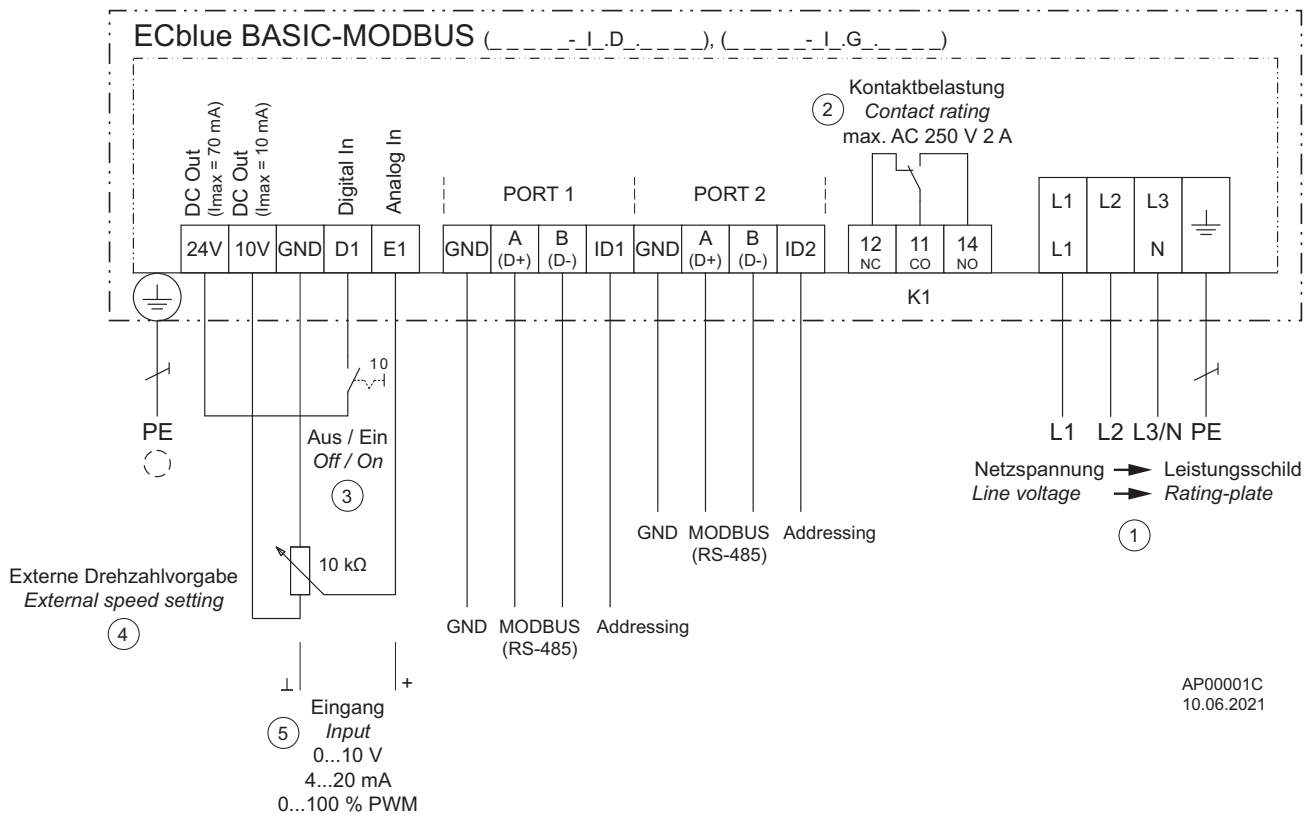 ECblue BASIC-MODBUS (_ _ _ _ _-_I_.D_._ _ _ _), (_ _ _ _ _-_I_.G_._ _ _ _)
DC Out
(Imax = 70 mA)
DC Out
(Imax = 10 mA)
Digital In
Analog In
PORT 1
PORT 2
2
Kontaktbelastung
Contact rating
max. AC 250 V 2 A
24V 10V GND D1 E1
GND A (D+) B (D-) ID1 GND A (D+) B (D-) ID2
12 NC 11 CO 14 NO
K1
L1 L2 L3
L1 N
PE
10
Aus / Ein
Off / On
3
L1 L2 L3/N PE
Netzspannung Leistungsschild
Line voltage Rating-plate
1
GND MODBUS Addressing
(RS-485)
10 kΩ
Externe Drehzahlvorgabe
External speed setting
4
GND MODBUS Addressing
(RS-485)
⊥ +
5
Eingang
Input
0...10 V
4...20 mA
0...100 % PWM
AP00001C
10.06.2021